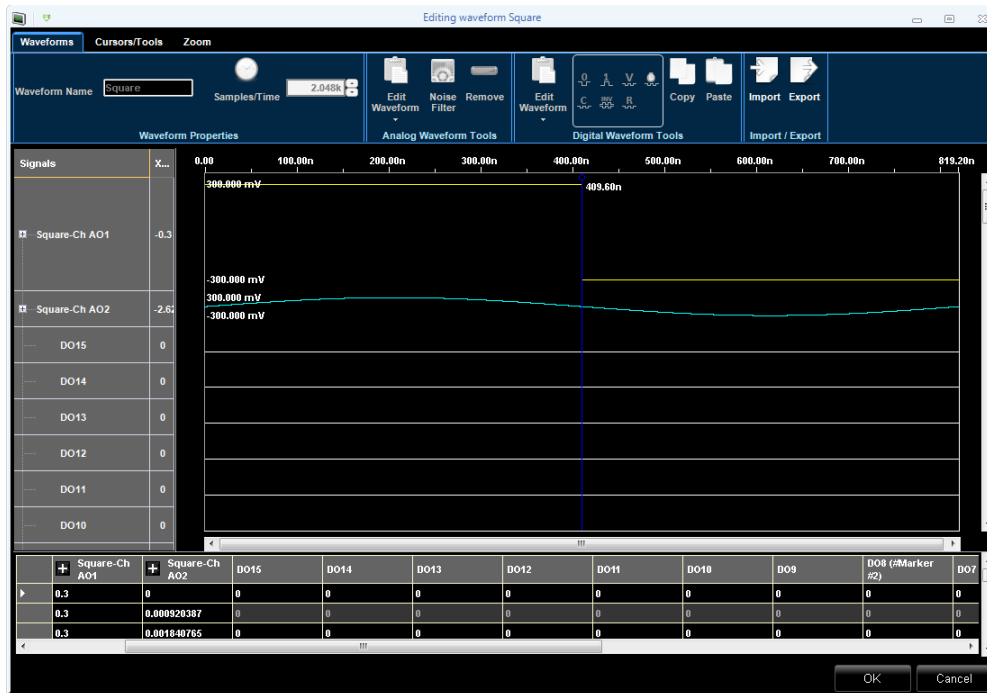 Editing waveform Square
Waveforms Cursors/Tools Zoom
Waveform Name Square Samples/Time 2.048k
Edit Waveform Noise Filter Remove
Edit Waveform 0 1 V C INV R Copy Paste
Import Export
Waveform Properties Analog Waveform Tools Digital Waveform Tools Import / Export
Signals X... 0.00 100.00n 200.00n 300.00n 400.00n 500.00n 600.00n 700.00n 819.20n
300.000 mV 409.60n
Square-Ch AO1 -0.3
-300.000 mV
300.000 mV
Square-Ch AO2 -2.62
-300.000 mV
DO15 0
DO14 0
DO13 0
DO12 0
DO11 0
DO10 0
Square-Ch AO1 Square-Ch AO2 DO15 DO14 DO13 DO12 DO11 DO10 DO9 DO8 (#Marker #2) DO7
0.3 0 0 0 0 0 0 0 0 0 0
0.3 0.000920387 0 0 0 0 0 0 0 0 0
0.3 0.001840765 0 0 0 0 0 0 0 0 0
OK Cancel